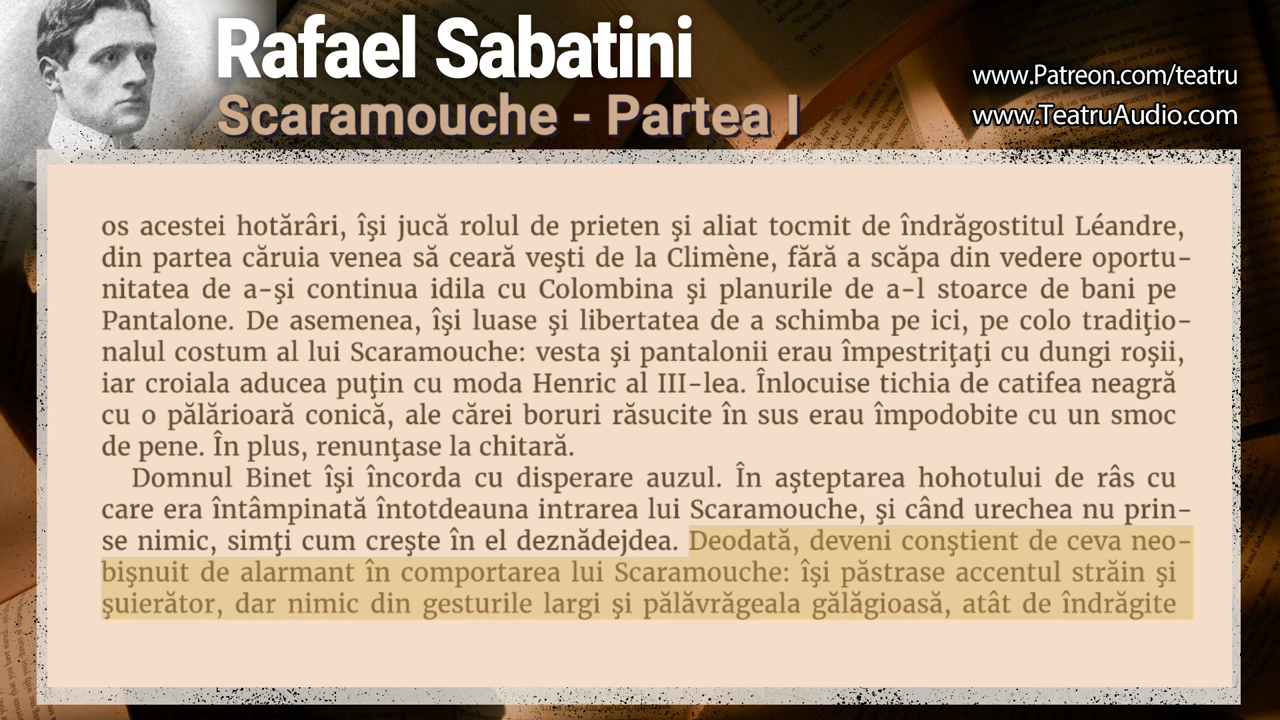 Rafael Sabatini
Scaramouche - Partea I
www.Patreon.com/teatru
www.TeatruAudio.com
os acestei hotărâri, îşi jucă rolul de prieten şi aliat tocmit de îndrăgostitul Léandre,
din partea căruia venea să ceară veşti de la Climène, fără a scăpa din vedere oportu-
nitatea de a-şi continua idila cu Colombina şi planurile de a-l stoarce de bani pe
Pantalone. De asemenea, îşi luase şi libertatea de a schimba pe ici, pe colo tradiţio-
nalul costum al lui Scaramouche: vesta şi pantalonii erau împestriţaţi cu dungi roşii,
iar croiala aducea puţin cu moda Henric al III-lea. Înlocuise tichia de catifea neagră
cu o pălărioară conică, ale cărei boruri răsucite în sus erau împodobite cu un smoc
de pene. În plus, renunţase la chitară.
Domnul Binet îşi încorda cu disperare auzul. În aşteptarea hohotului de râs cu
care era întâmpinată întotdeauna intrarea lui Scaramouche, şi când urechea nu prin-
se nimic, simţi cum creşte în el deznădejdea. Deodată, deveni conştient de ceva neo-
bişnuit de alarmant în comportarea lui Scaramouche: îşi păstrase accentul străin şi
şuierător, dar nimic din gesturile largi şi pălăvrăgeala gălăgioasă, atât de îndrăgite